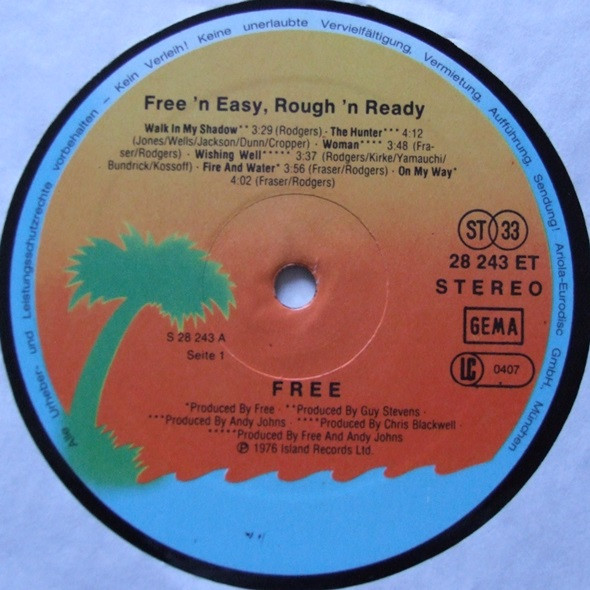 Alle Urheber- und Leistungsschutzrechte vorbehalten – Kein Verleih! Keine unerlaubte Vervielfältigung, Vermietung, Aufführung, Sendung! Ariola-Eurodisc GmbH, München
Free 'n Easy, Rough 'n Ready
Walk In My Shadow** 3:29 (Rodgers) · The Hunter*** 4:12
(Jones/Wells/Jackson/Dunn/Cropper) · Woman**** 3:48 (Fra-
ser/Rodgers) · Wishing Well***** 3:37 (Rodgers/Kirke/Yamauchi/
Bundrick/Kossoff) · Fire And Water* 3:56 (Fraser/Rodgers) · On My Way*
4:02 (Fraser/Rodgers)
ST 33
28 243 ET
STEREO
GEMA
LC 0407
S 28 243 A
Seite 1
FREE
*Produced By Free · **Produced By Guy Stevens ·
***Produced By Andy Johns · ****Produced By Chris Blackwell ·
*****Produced By Free And Andy Johns
℗ 1976 Island Records Ltd.